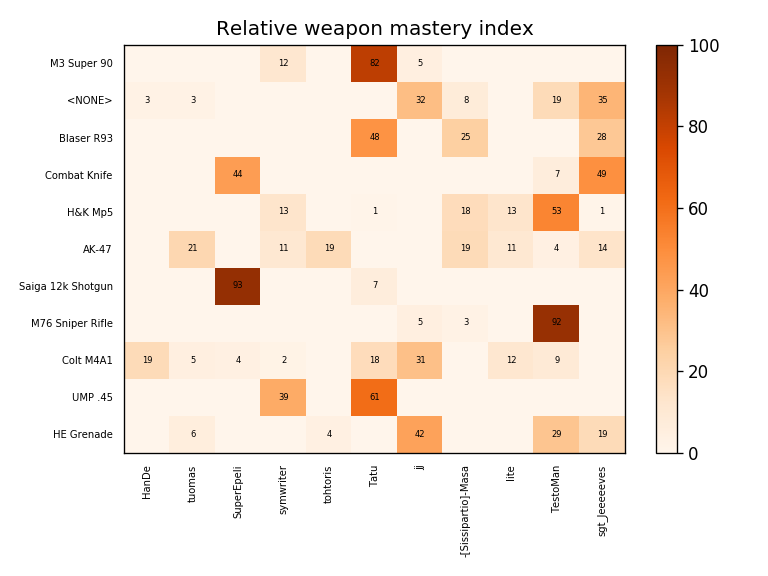 Relative weapon mastery index
M3 Super 90 12 82 5
<NONE> 3 3 32 8 19 35
Blaser R93 48 25 28
Combat Knife 44 7 49
H&K Mp5 13 1 18 13 53 1
AK-47 21 11 19 19 11 4 14
Saiga 12k Shotgun 93 7
M76 Sniper Rifle 5 3 92
Colt M4A1 19 5 4 2 18 31 12 9
UMP .45 39 61
HE Grenade 6 4 42 29 19
HanDe
tuomas
SuperEpeli
symwriter
tohtoris
Tatu
jj
-[Sissipartio]-Masa
lite
TestoMan
sgt_Jeeeeeves
100
80
60
40
20
0